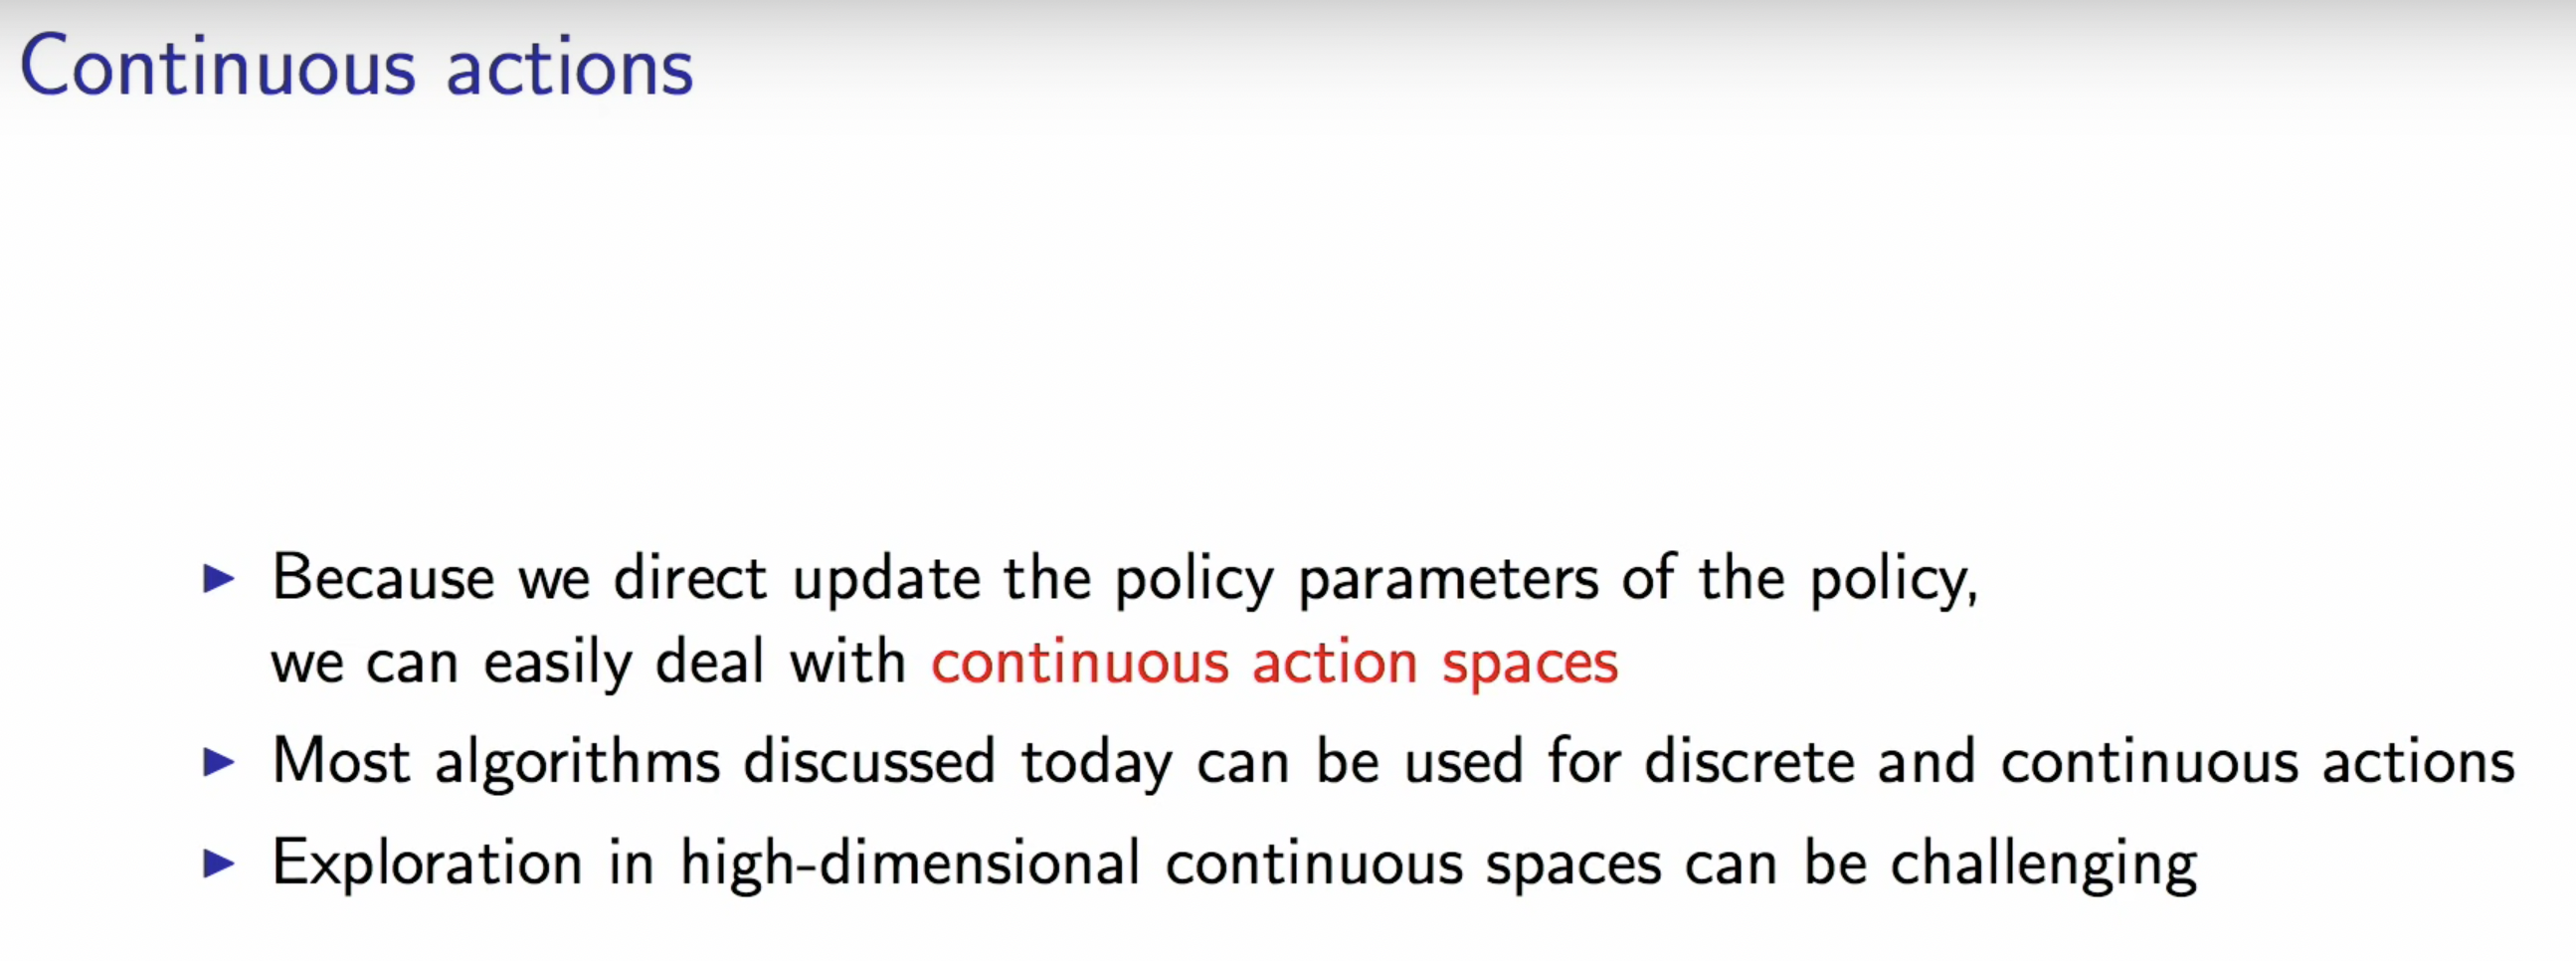 Continuous actions
▶ Because we direct update the policy parameters of the policy,
we can easily deal with continuous action spaces
▶ Most algorithms discussed today can be used for discrete and continuous actions
▶ Exploration in high-dimensional continuous spaces can be challenging